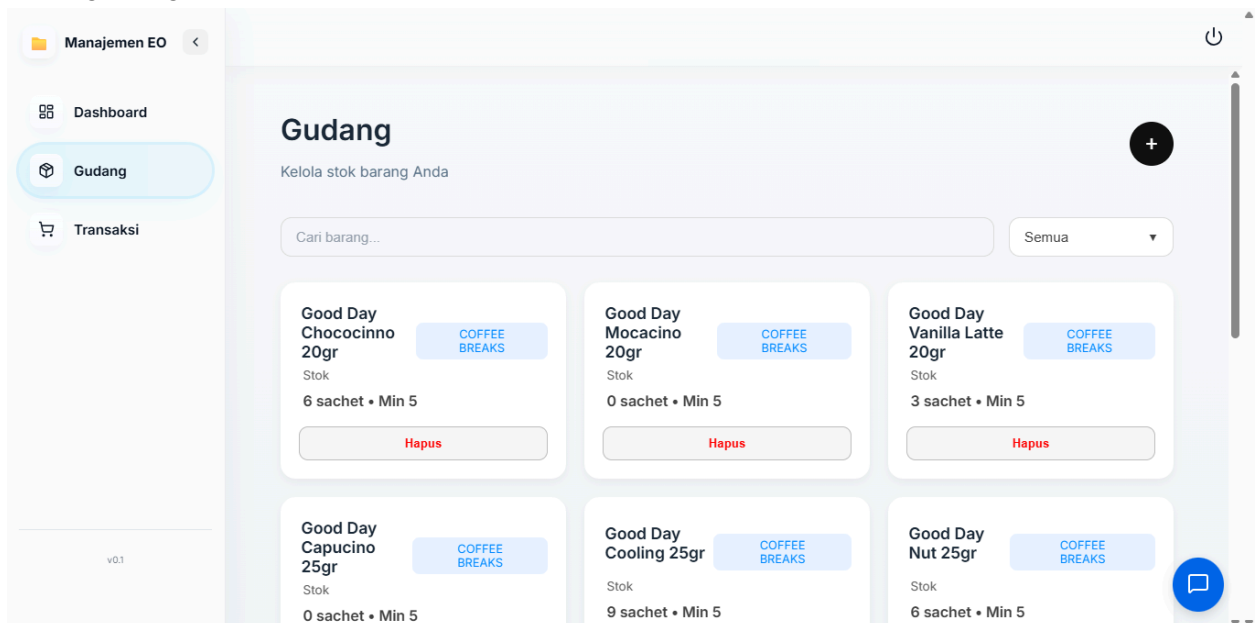 Manajemen EO
Dashboard
Gudang
Transaksi
v0.1
Gudang
Kelola stok barang Anda
Cari barang...
Semua
Good Day
Chococinno
20gr
COFFEE
BREAKS
Stok
6 sachet • Min 5
Hapus
Good Day
Mocacino
20gr
COFFEE
BREAKS
Stok
0 sachet • Min 5
Hapus
Good Day
Vanilla Latte
20gr
COFFEE
BREAKS
Stok
3 sachet • Min 5
Hapus
Good Day
Capucino
25gr
COFFEE
BREAKS
Stok
0 sachet • Min 5
Good Day
Cooling 25gr
COFFEE
BREAKS
Stok
9 sachet • Min 5
Good Day
Nut 25gr
COFFEE
BREAKS
Stok
6 sachet • Min 5